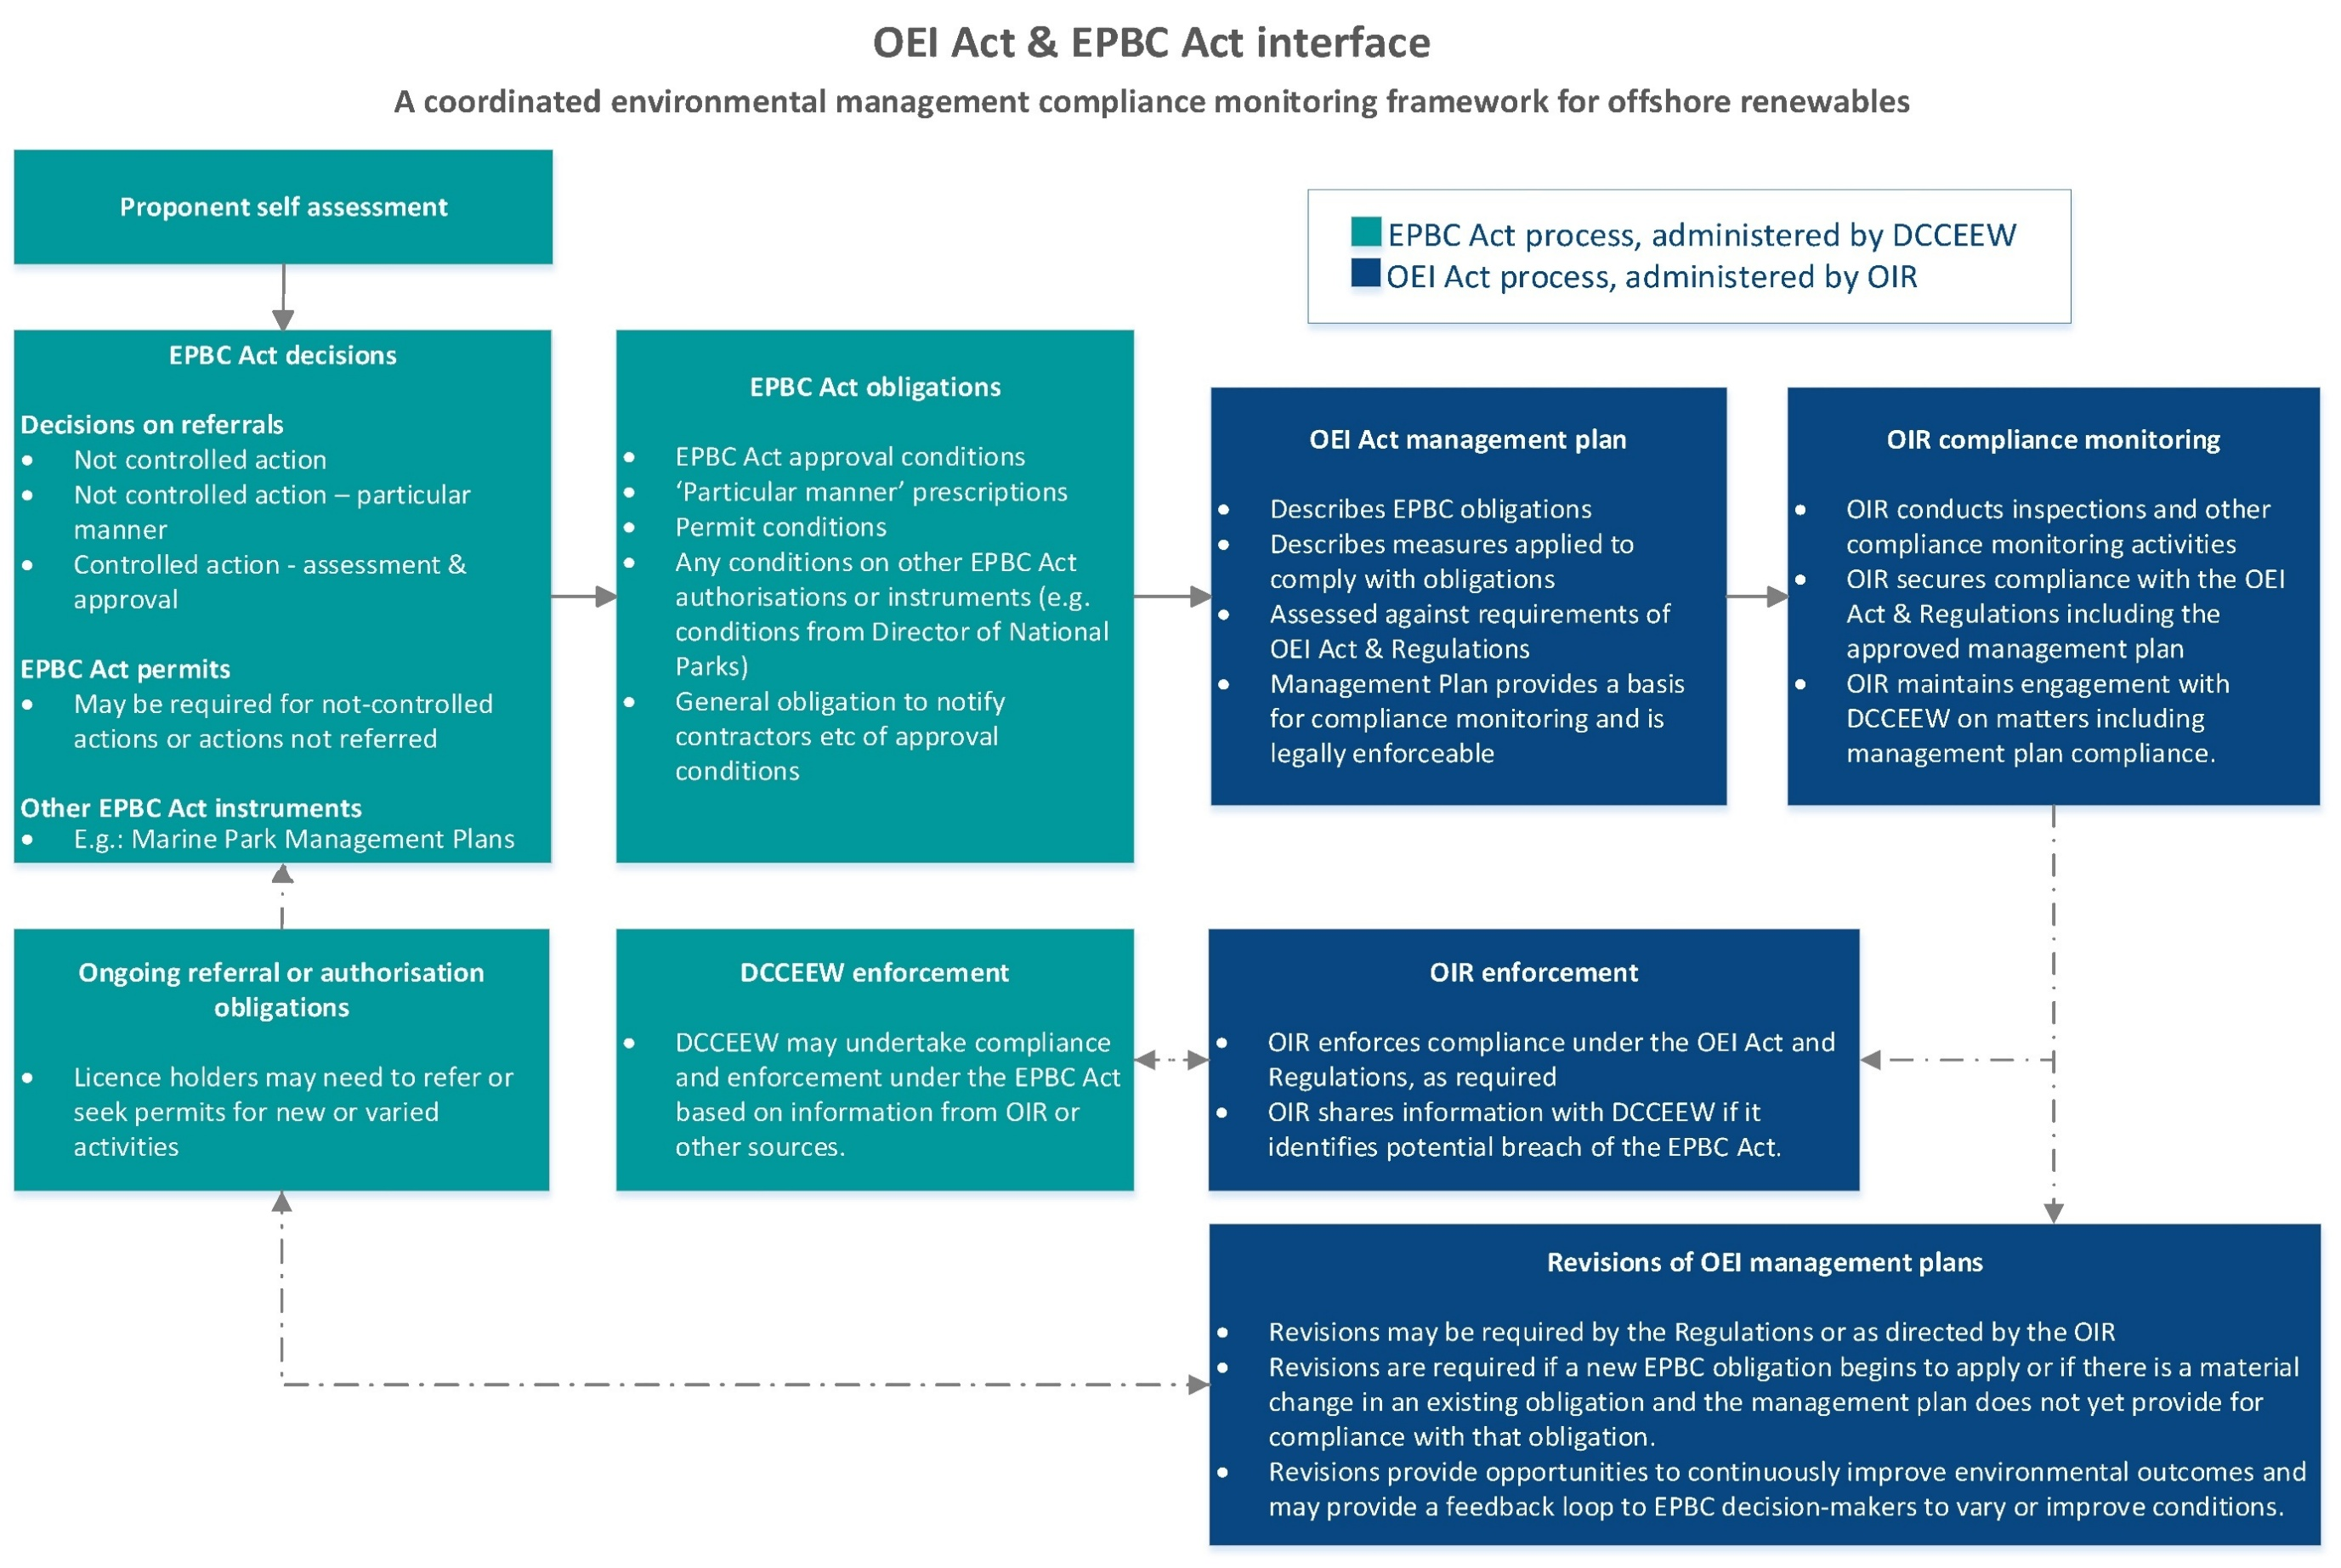 OEI Act & EPBC Act interface
A coordinated environmental management compliance monitoring framework for offshore renewables
Proponent self assessment
EPBC Act process, administered by DCCEEW
OEI Act process, administered by OIR
EPBC Act decisions
Decisions on referrals
• Not controlled action
• Not controlled action – particular
manner
• Controlled action - assessment &
approval
EPBC Act permits
• May be required for not-controlled
actions or actions not referred
Other EPBC Act instruments
• E.g.: Marine Park Management Plans
EPBC Act obligations
• EPBC Act approval conditions
• ‘Particular manner’ prescriptions
• Permit conditions
• Any conditions on other EPBC Act
authorisations or instruments (e.g.
conditions from Director of National
Parks)
• General obligation to notify
contractors etc of approval
conditions
OEI Act management plan
• Describes EPBC obligations
• Describes measures applied to
comply with obligations
• Assessed against requirements of
OEI Act & Regulations
• Management Plan provides a basis
for compliance monitoring and is
legally enforceable
OIR compliance monitoring
• OIR conducts inspections and other
compliance monitoring activities
• OIR secures compliance with the OEI
Act & Regulations including the
approved management plan
• OIR maintains engagement with
DCCEEW on matters including
management plan compliance.
Ongoing referral or authorisation
obligations
• Licence holders may need to refer or
seek permits for new or varied
activities
DCCEEW enforcement
• DCCEEW may undertake compliance
and enforcement under the EPBC Act
based on information from OIR or
other sources.
OIR enforcement
• OIR enforces compliance under the OEI Act and
Regulations, as required
• OIR shares information with DCCEEW if it
identifies potential breach of the EPBC Act.
Revisions of OEI management plans
• Revisions may be required by the Regulations or as directed by the OIR
• Revisions are required if a new EPBC obligation begins to apply or if there is a material
change in an existing obligation and the management plan does not yet provide for
compliance with that obligation.
• Revisions provide opportunities to continuously improve environmental outcomes and
may provide a feedback loop to EPBC decision-makers to vary or improve conditions.